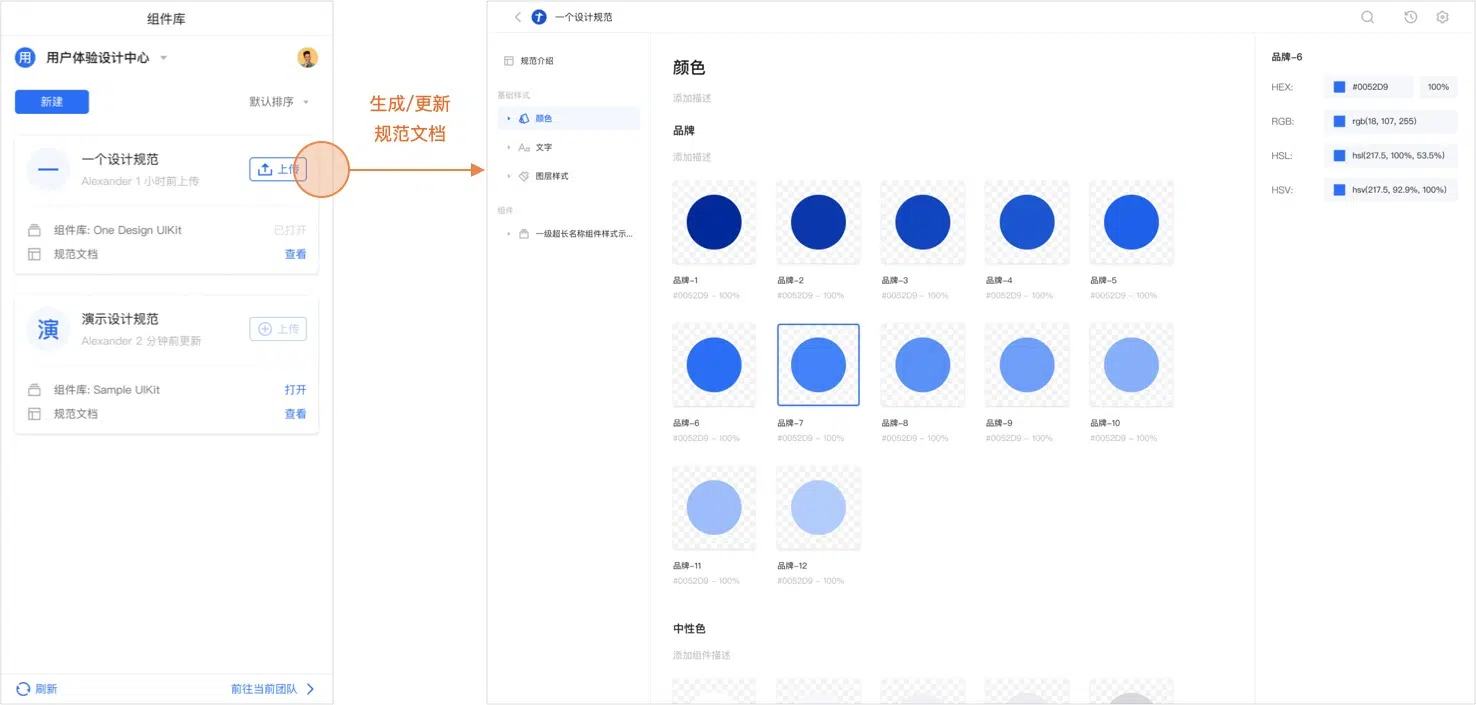 组件库
用 用户体验设计中心
新建 默认排序
一个设计规范
Alexander 1 小时前上传
上传
组件库: One Design UIKit 已打开
规范文档 查看
演 演示设计规范
Alexander 2 分钟前更新
上传
组件库: Sample UIKit 打开
规范文档 查看
刷新 前往当前团队
生成/更新
规范文档
一个设计规范
规范介绍
基础样式
颜色
Aa 文字
图层样式
组件
一级超长名称组件样式示...
颜色
添加描述
品牌
添加描述
品牌-1 品牌-2 品牌-3 品牌-4 品牌-5
#0052D9 - 100% #0052D9 - 100% #0052D9 - 100% #0052D9 - 100% #0052D9 - 100%
品牌-6 品牌-7 品牌-8 品牌-9 品牌-10
#0052D9 - 100% #0052D9 - 100% #0052D9 - 100% #0052D9 - 100% #0052D9 - 100%
品牌-11 品牌-12
#0052D9 - 100% #0052D9 - 100%
中性色
添加组件描述
品牌-6
HEX: #0052D9 100%
RGB: rgb(18, 107, 255)
HSL: hsl(217.5, 100%, 53.5%)
HSV: hsv(217.5, 92.9%, 100%)